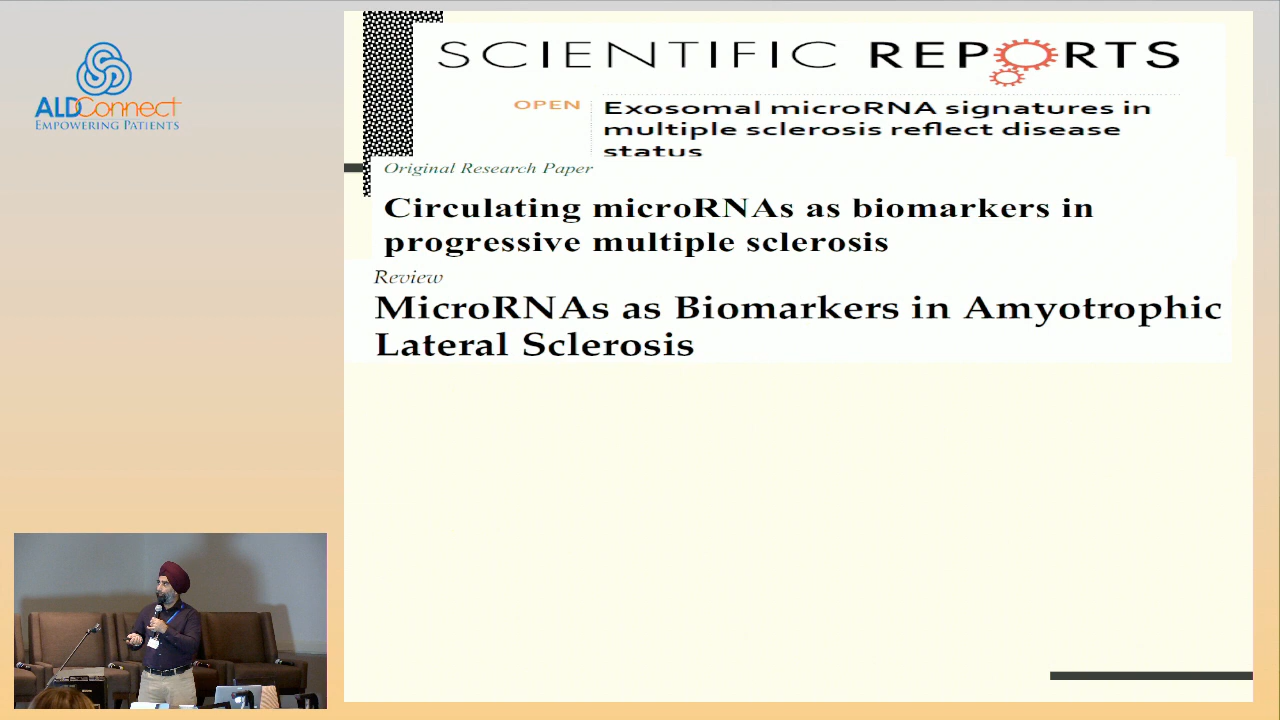 ALDConnect
EMPOWERING PATIENTS
SCIENTIFIC REPORTS
OPEN
Exosomal microRNA signatures in
multiple sclerosis reflect disease
status
Original Research Paper
Circulating microRNAs as biomarkers in
progressive multiple sclerosis
Review
MicroRNAs as Biomarkers in Amyotrophic
Lateral Sclerosis